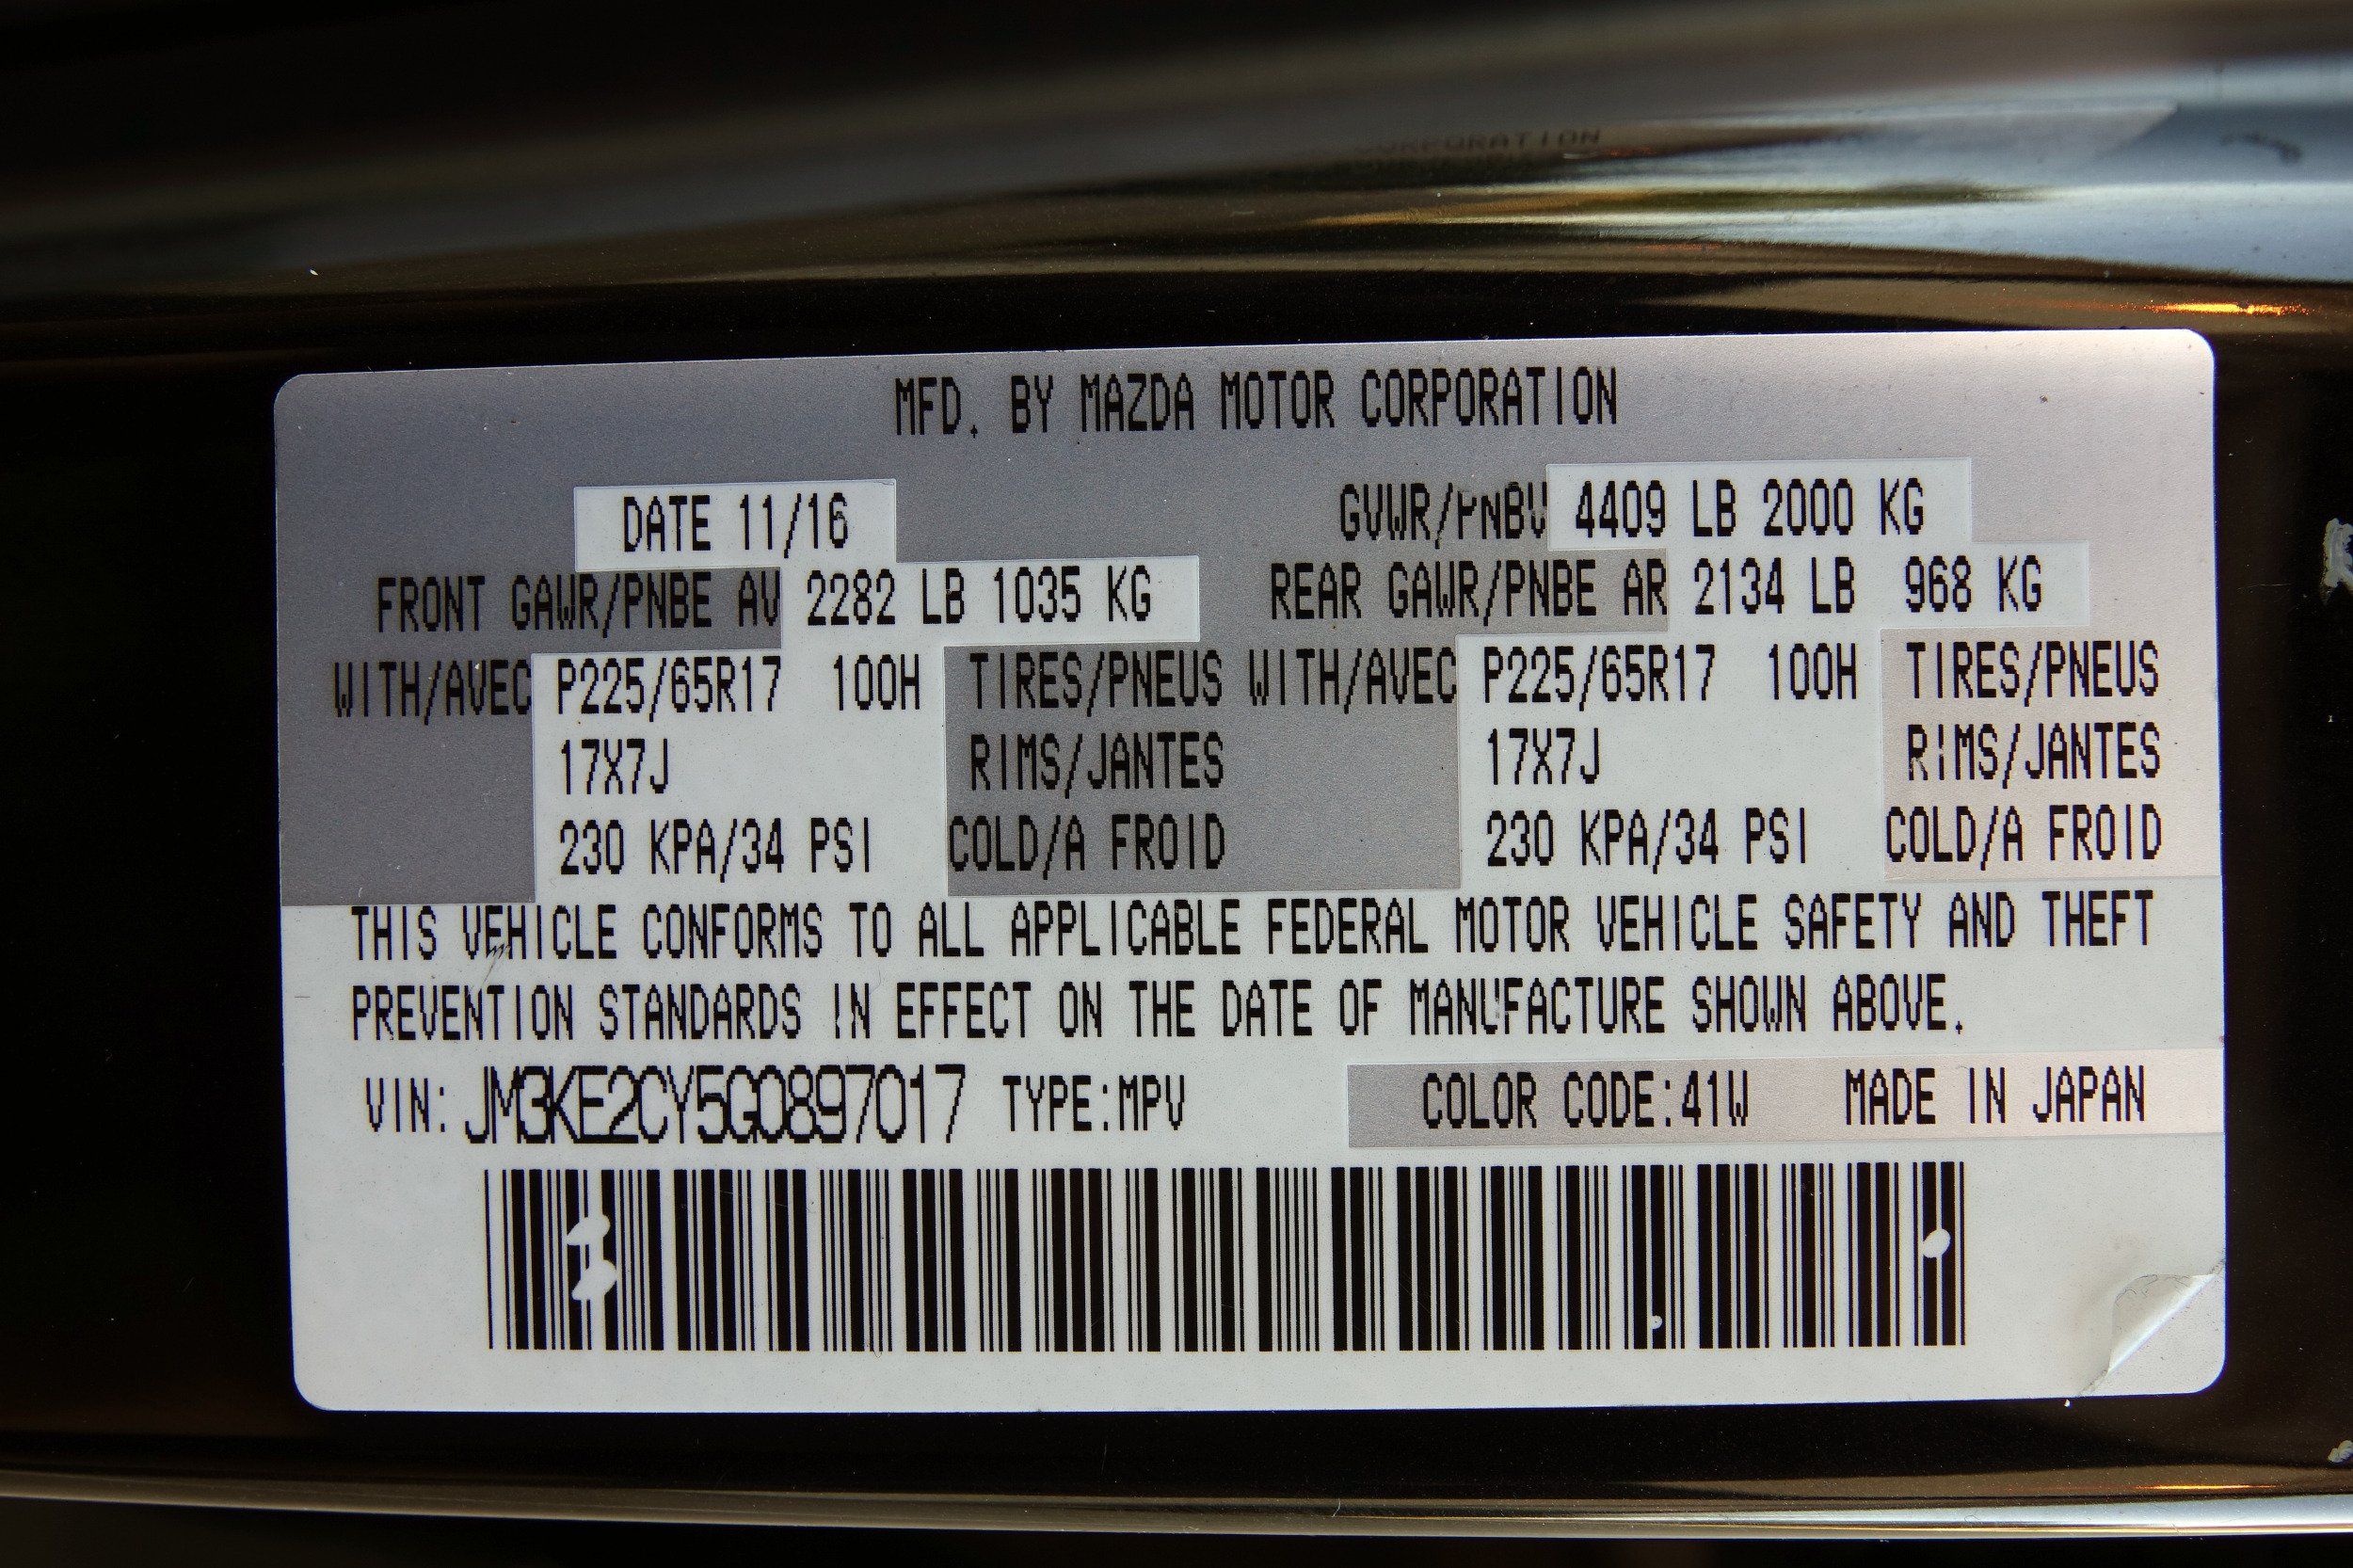 MFD. BY MAZDA MOTOR CORPORATION
DATE 11/16 GVWR/PNBV 4409 LB 2000 KG
FRONT GAWR/PNBE AV 2282 LB 1035 KG REAR GAWR/PNBE AR 2134 LB 968 KG
WITH/AVEC P225/65R17 100H TIRES/PNEUS WITH/AVEC P225/65R17 100H TIRES/PNEUS
17X7J RIMS/JANTES 17X7J RIMS/JANTES
230 KPA/34 PSI COLD/A FROID 230 KPA/34 PSI COLD/A FROID
THIS VEHICLE CONFORMS TO ALL APPLICABLE FEDERAL MOTOR VEHICLE SAFETY AND THEFT
PREVENTION STANDARDS IN EFFECT ON THE DATE OF MANUFACTURE SHOWN ABOVE.
VIN: JM3KE2CY5G0897017 TYPE:MPV COLOR CODE:41W MADE IN JAPAN